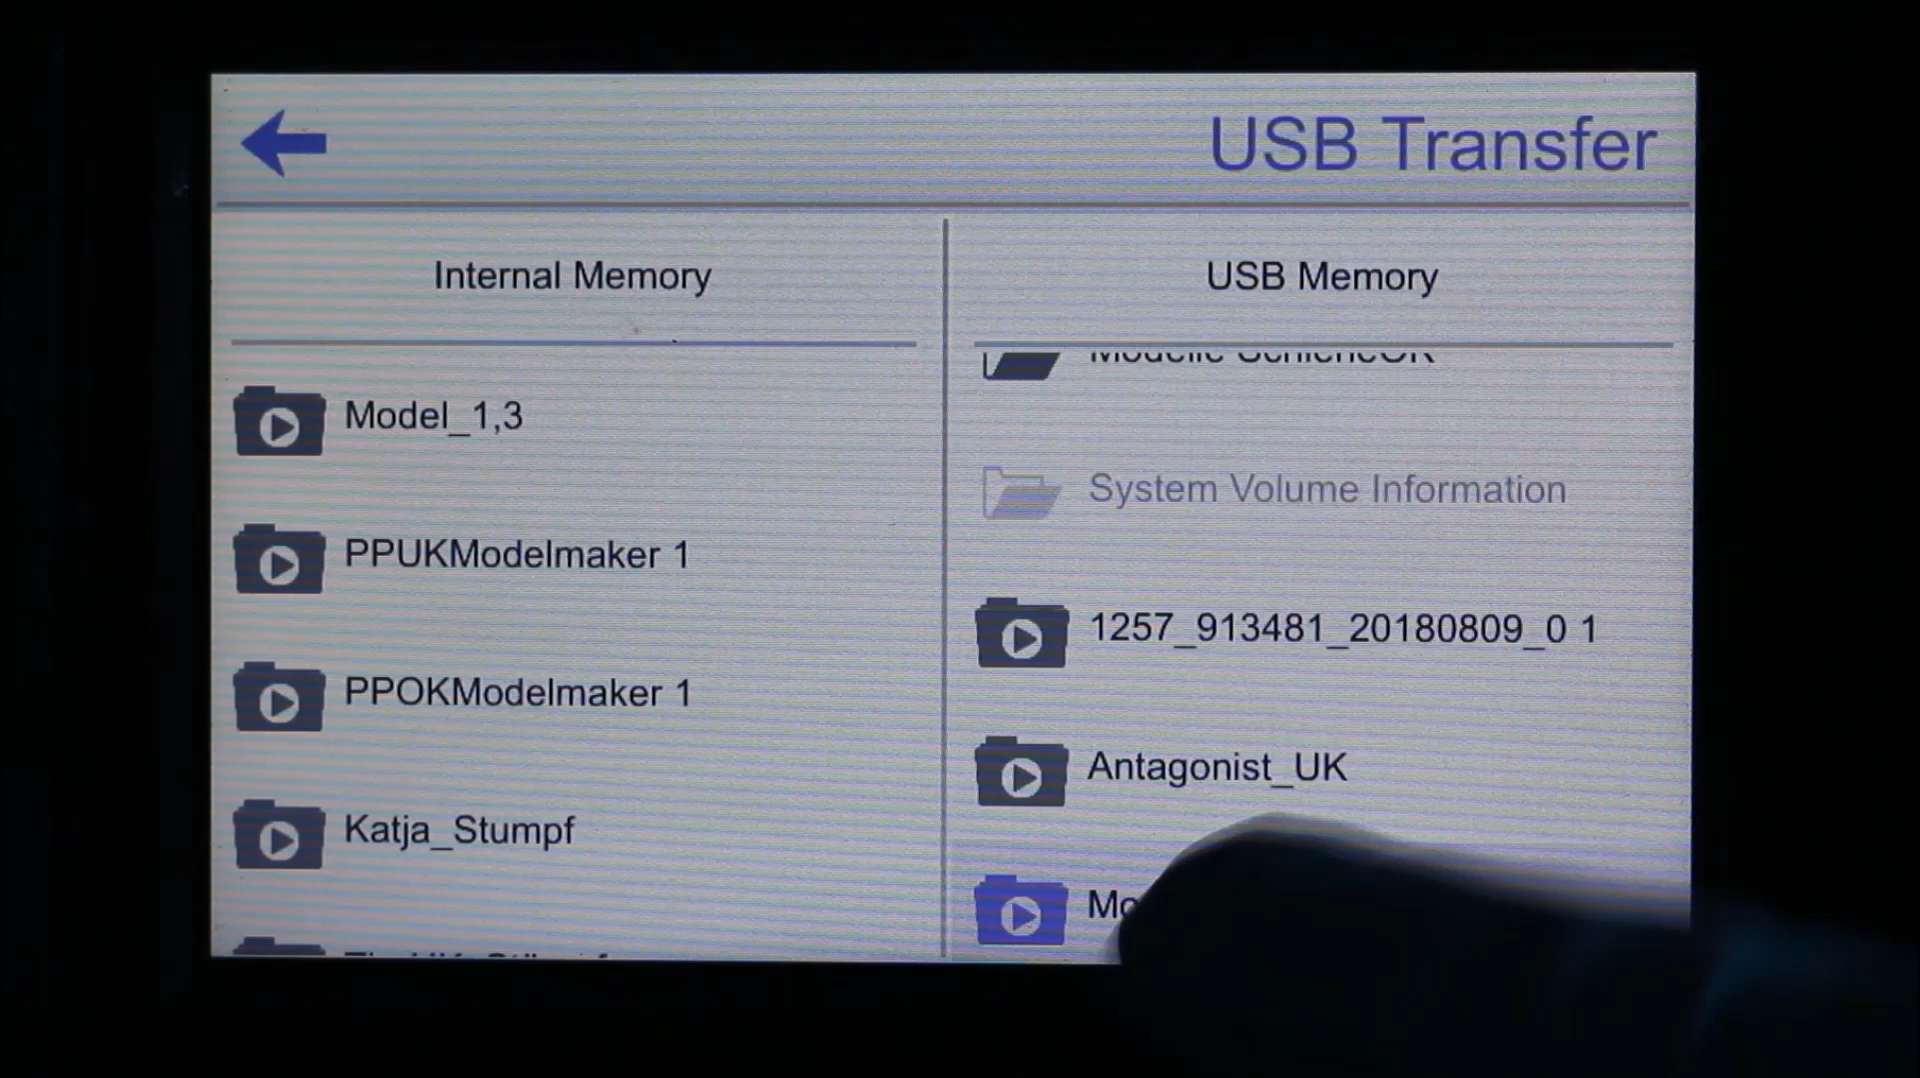 USB Transfer
Internal Memory
Model_1,3
PPUKModelmaker 1
PPOKModelmaker 1
Katja_Stumpf
USB Memory
System Volume Information
1257_913481_20180809_0 1
Antagonist_UK